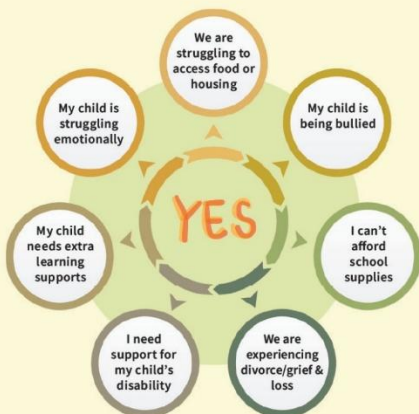 We are
struggling to
access food or
housing
My child is
being bullied
I can't
afford
school
supplies
We are
experiencing
divorce/grief &
loss
I need
support for
my child's
disability
My child
needs extra
learning
supports
My child is
struggling
emotionally
YES